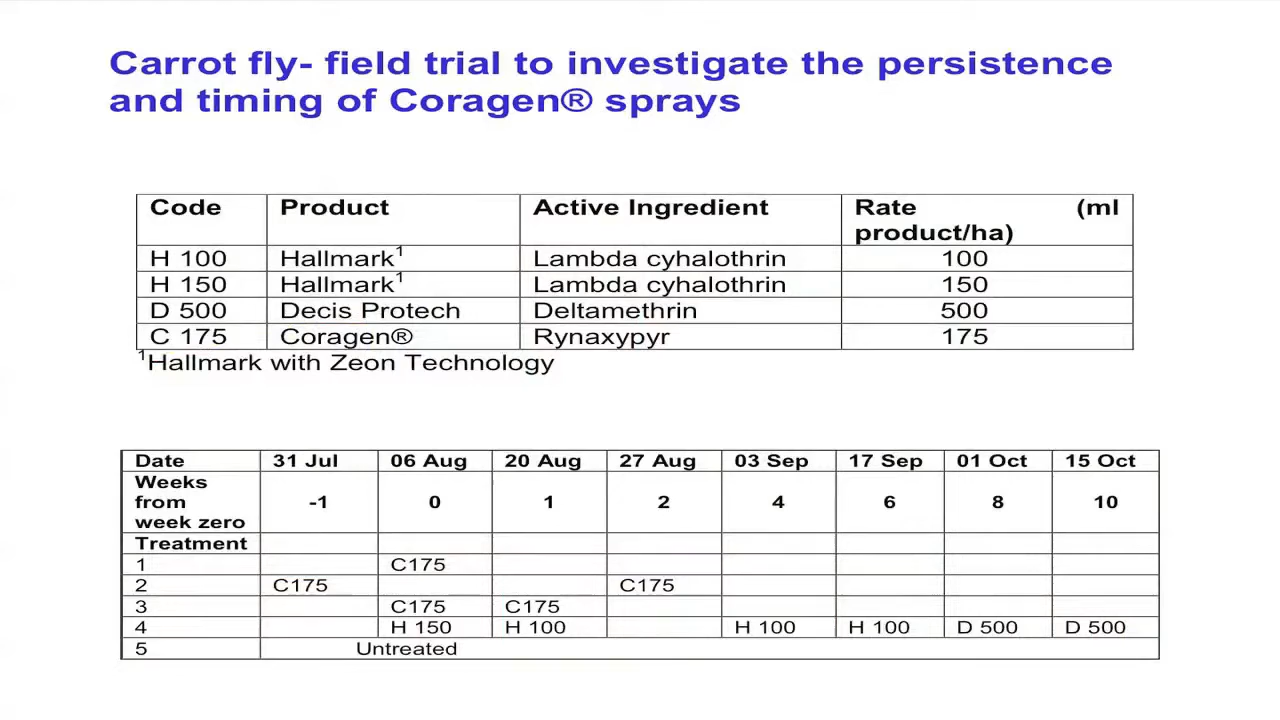 Carrot fly- field trial to investigate the persistence
and timing of Coragen® sprays
Code Product Active Ingredient Rate (ml
product/ha)
H 100 Hallmark1 Lambda cyhalothrin 100
H 150 Hallmark1 Lambda cyhalothrin 150
D 500 Decis Protech Deltamethrin 500
C 175 Coragen® Rynaxypyr 175
1Hallmark with Zeon Technology
Date 31 Jul 06 Aug 20 Aug 27 Aug 03 Sep 17 Sep 01 Oct 15 Oct
Weeks
from -1 0 1 2 4 6 8 10
week zero
Treatment
1 C175
2 C175 C175
3 C175 C175
4 H 150 H 100 H 100 H 100 D 500 D 500
5 Untreated